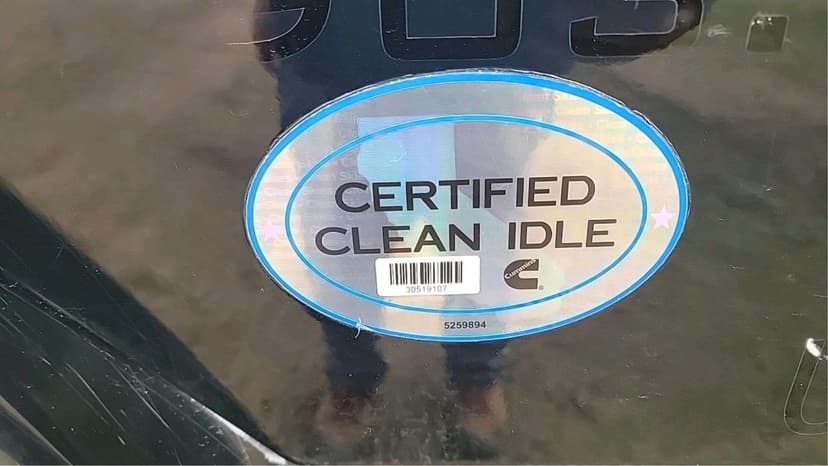 CERTIFIED
CLEAN IDLE
30519107
Cummins
5259894